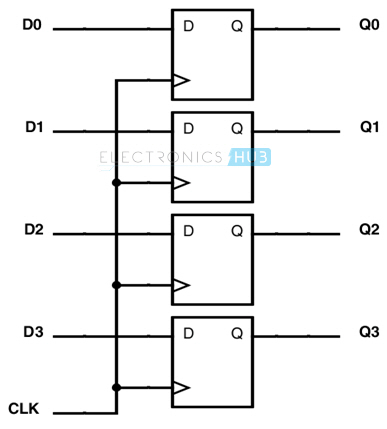 D0 D Q Q0
D1 D Q Q1
ELECTRONICS HUB
D2 D Q Q2
D3 D Q Q3
CLK